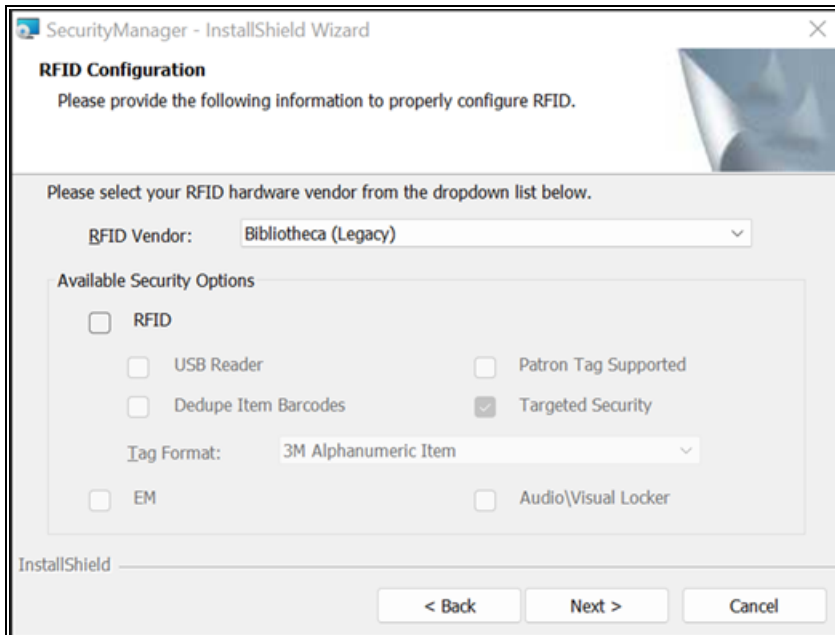 SecurityManager - InstallShield Wizard
RFID Configuration
Please provide the following information to properly configure RFID.
Please select your RFID hardware vendor from the dropdown list below.
RFID Vendor: Bibliotheca (Legacy)
Available Security Options
RFID
USB Reader Patron Tag Supported
Dedupe Item Barcodes Targeted Security
Tag Format: 3M Alphanumeric Item
EM Audio\Visual Locker
InstallShield
< Back Next > Cancel